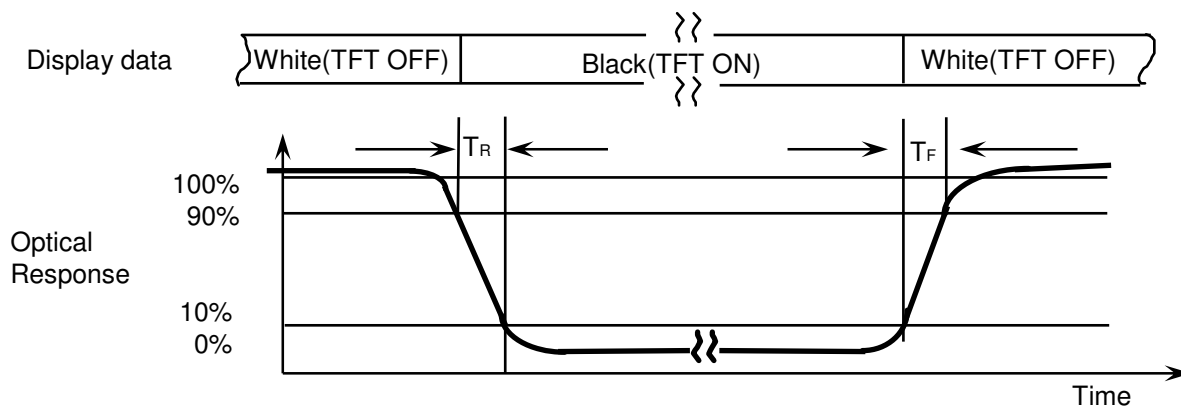 Display data White(TFT OFF) Black(TFT ON) White(TFT OFF)
TR TF
100%
90%
Optical
Response
10%
0%
Time